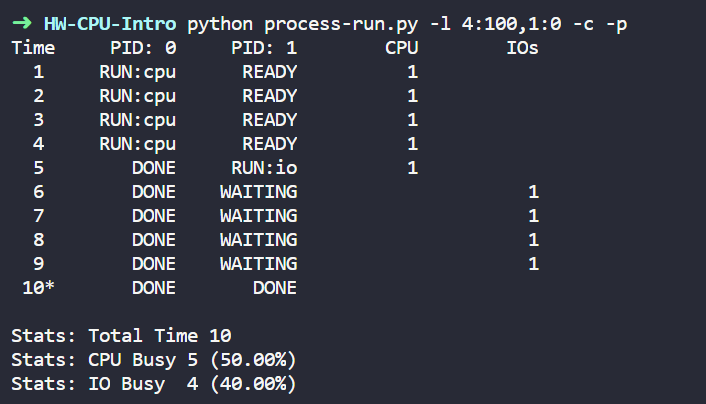 ➜ HW-CPU-Intro python process-run.py -l 4:100,1:0 -c -p
Time PID: 0 PID: 1 CPU IOs
1 RUN:cpu READY 1
2 RUN:cpu READY 1
3 RUN:cpu READY 1
4 RUN:cpu READY 1
5 DONE RUN:io 1
6 DONE WAITING 1
7 DONE WAITING 1
8 DONE WAITING 1
9 DONE WAITING 1
10* DONE DONE
Stats: Total Time 10
Stats: CPU Busy 5 (50.00%)
Stats: IO Busy 4 (40.00%)